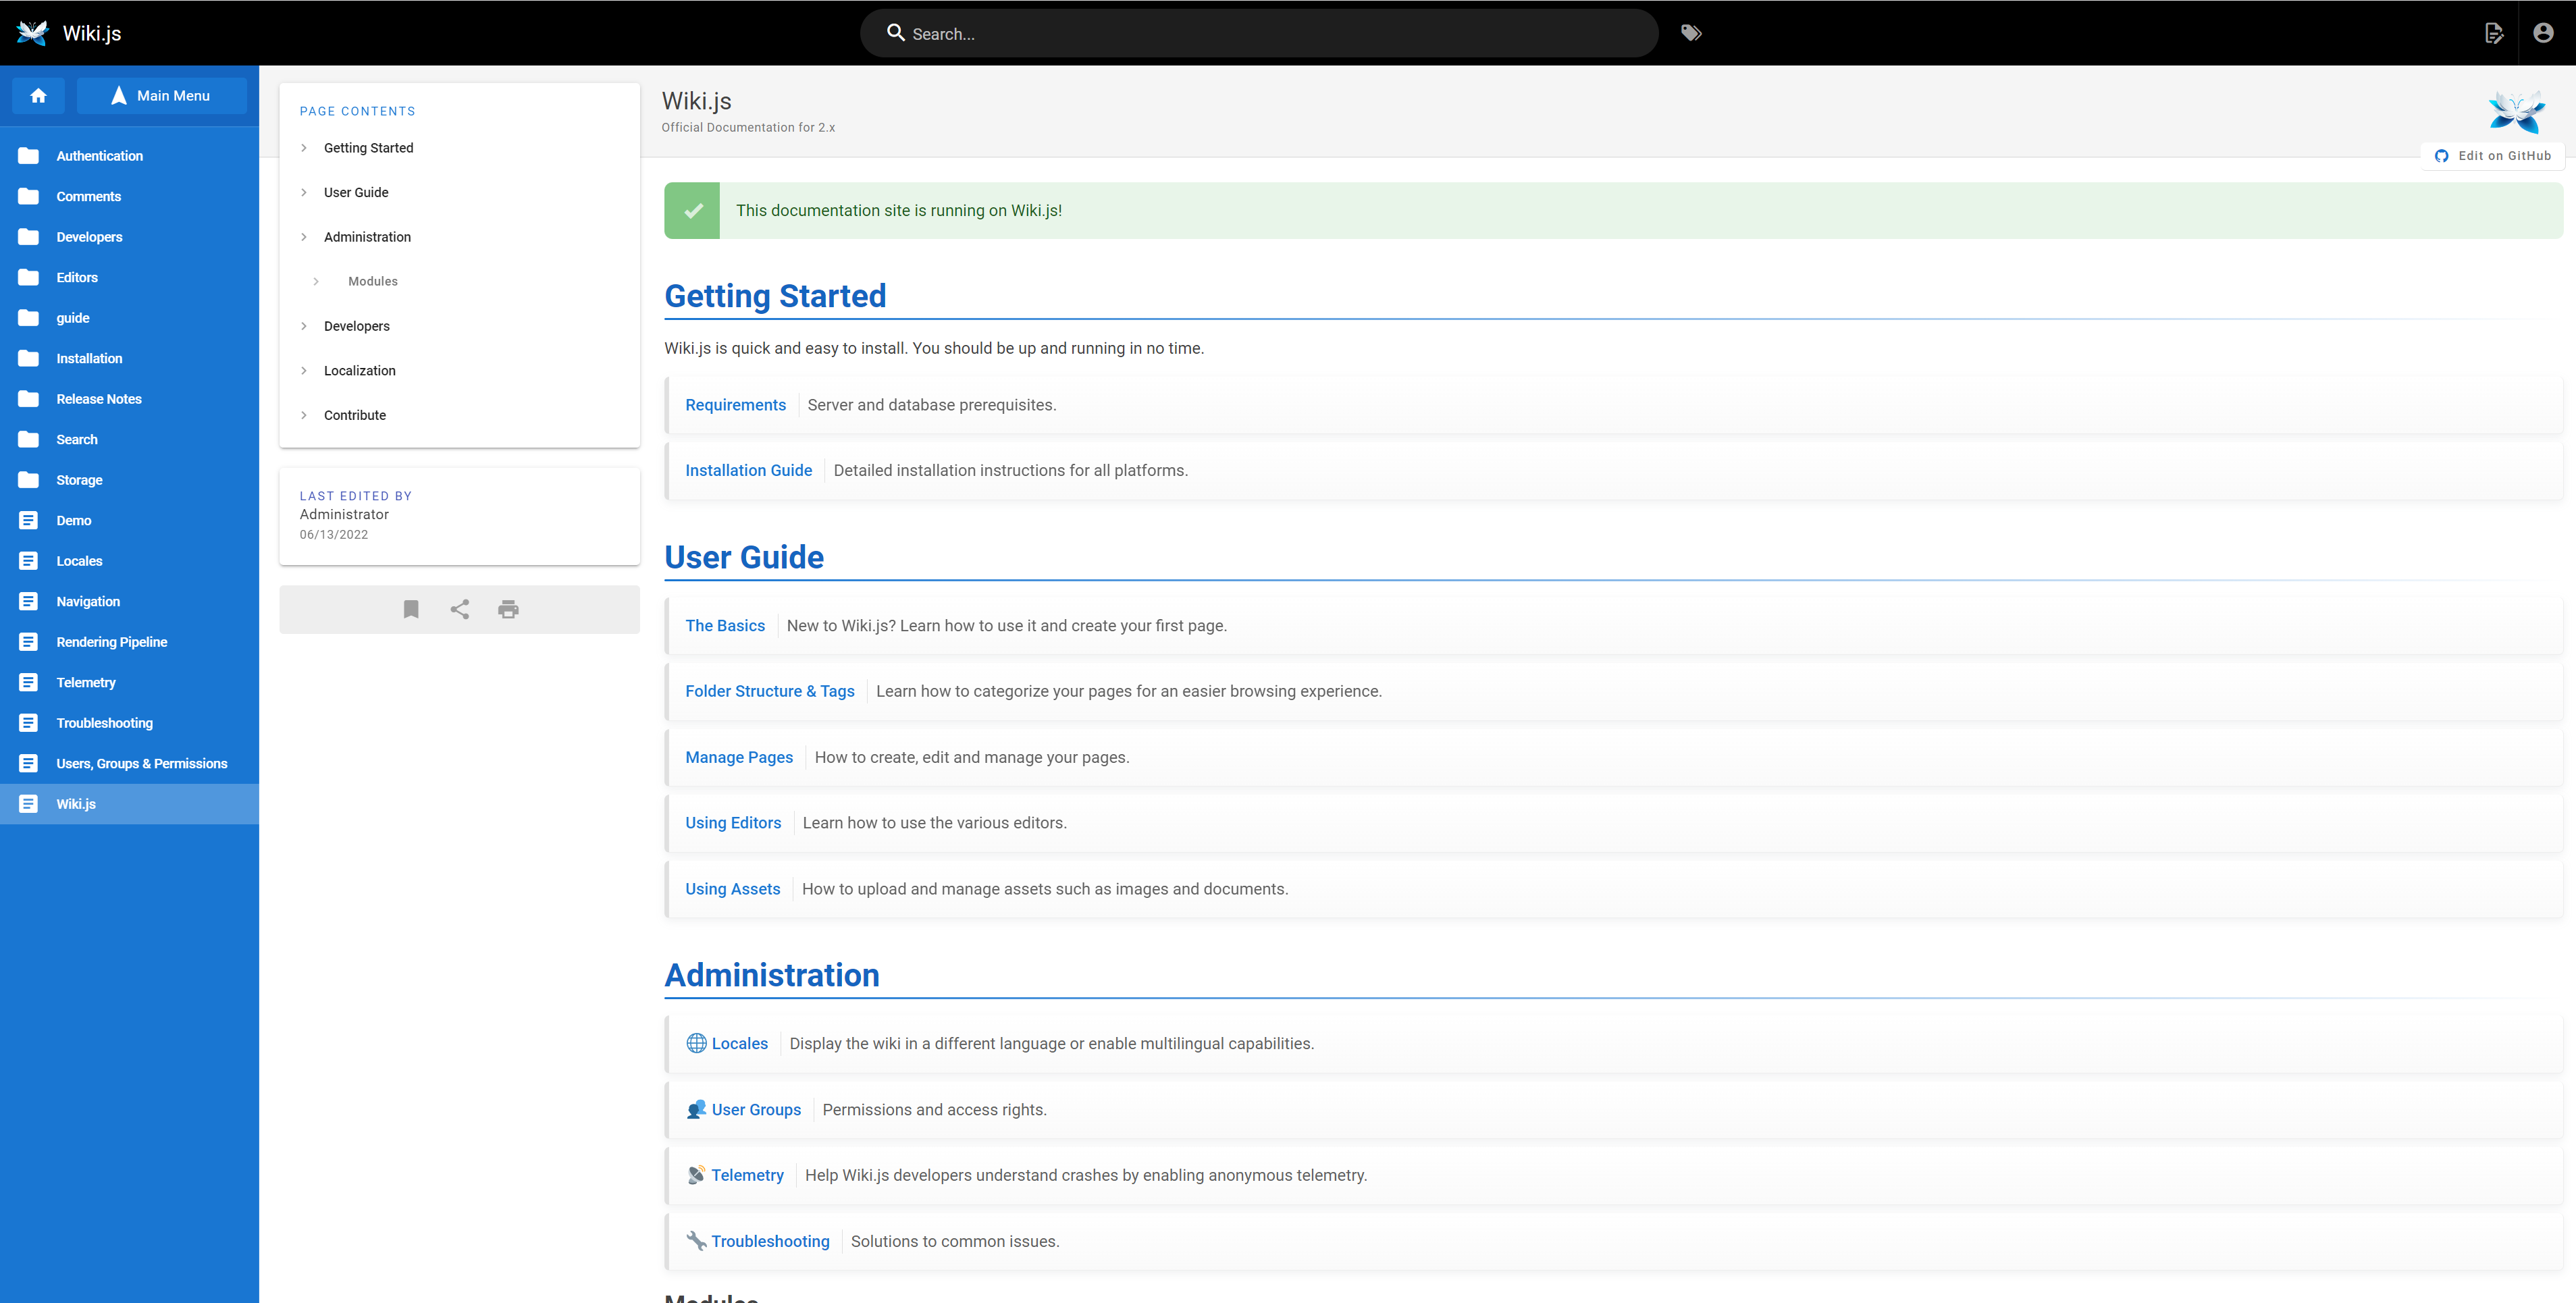 Wiki.js
Search...
Main Menu
Authentication
Comments
Developers
Editors
guide
Installation
Release Notes
Search
Storage
Demo
Locales
Navigation
Rendering Pipeline
Telemetry
Troubleshooting
Users, Groups & Permissions
Wiki.js
PAGE CONTENTS
Getting Started
User Guide
Administration
Modules
Developers
Localization
Contribute
LAST EDITED BY
Administrator
06/13/2022
Wiki.js
Official Documentation for 2.x
Edit on GitHub
This documentation site is running on Wiki.js!
Getting Started
Wiki.js is quick and easy to install. You should be up and running in no time.
Requirements Server and database prerequisites.
Installation Guide Detailed installation instructions for all platforms.
User Guide
The Basics New to Wiki.js? Learn how to use it and create your first page.
Folder Structure & Tags Learn how to categorize your pages for an easier browsing experience.
Manage Pages How to create, edit and manage your pages.
Using Editors Learn how to use the various editors.
Using Assets How to upload and manage assets such as images and documents.
Administration
Locales Display the wiki in a different language or enable multilingual capabilities.
User Groups Permissions and access rights.
Telemetry Help Wiki.js developers understand crashes by enabling anonymous telemetry.
Troubleshooting Solutions to common issues.
Modules